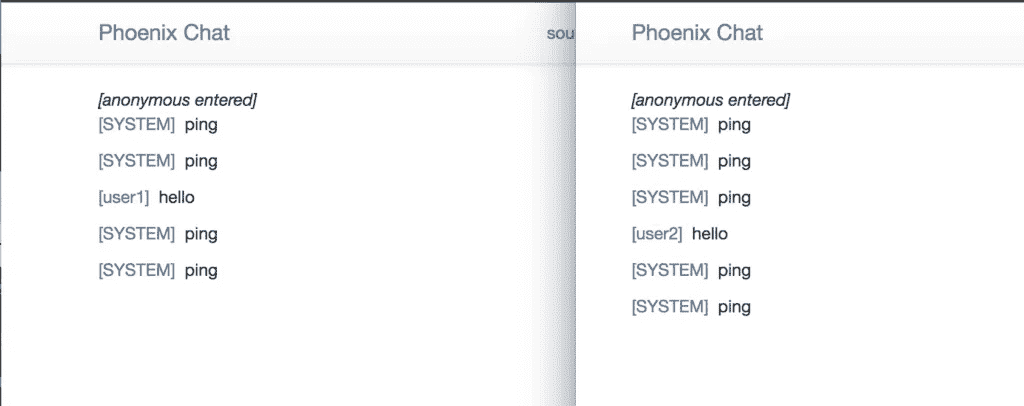 Phoenix Chat
sou
[anonymous entered]
[SYSTEM] ping
[SYSTEM] ping
[user1] hello
[SYSTEM] ping
[SYSTEM] ping
Phoenix Chat
[anonymous entered]
[SYSTEM] ping
[SYSTEM] ping
[SYSTEM] ping
[user2] hello
[SYSTEM] ping
[SYSTEM] ping